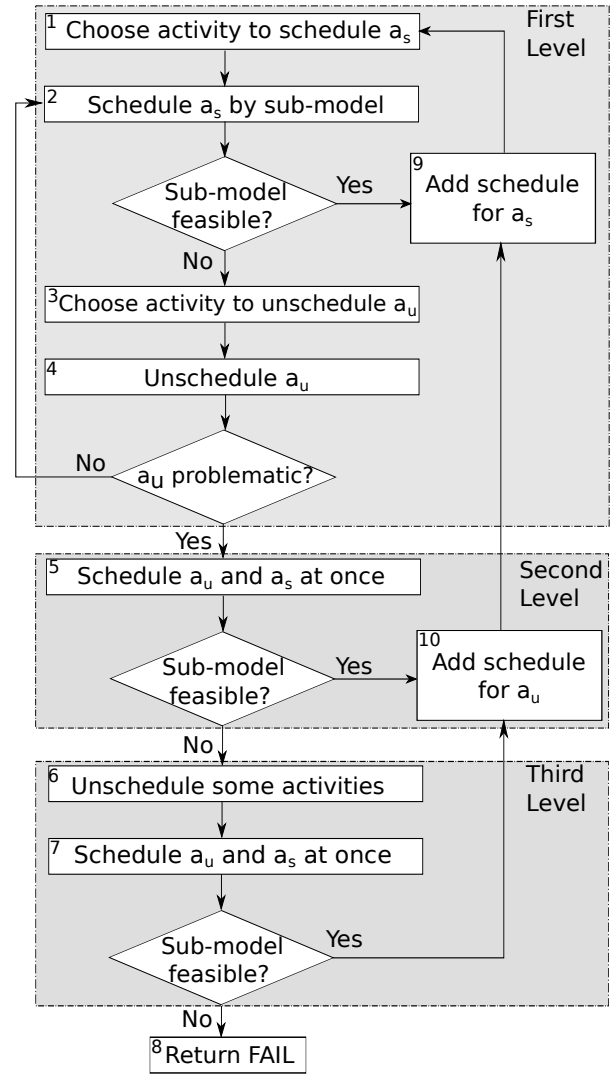 1 Choose activity to schedule a_s
First
Level
2 Schedule a_s by sub-model
Sub-model
feasible?
Yes
9 Add schedule
for a_s
No
3 Choose activity to unschedule a_u
4 Unschedule a_u
a_u problematic?
No
Yes
5 Schedule a_u and a_s at once
Second
Level
Sub-model
feasible?
Yes
10 Add schedule
for a_u
No
6 Unschedule some activities
Third
Level
7 Schedule a_u and a_s at once
Sub-model
feasible?
Yes
No
8 Return FAIL